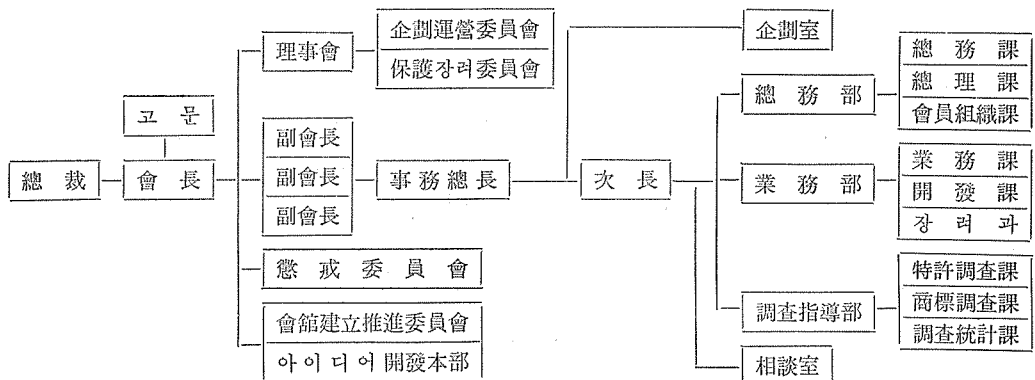 總裁
고문
會長
理事會
企劃運營委員會
保護장려委員會
副會長
副會長
副會長
事務總長
懲戒委員會
會館建立推進委員會
아이디어開發本部
次長
企劃室
總務部
總務課
總理課
會員組織課
業務部
業務課
開發課
장려과
調査指導部
特許調査課
商標調査課
調査統計課
相談室